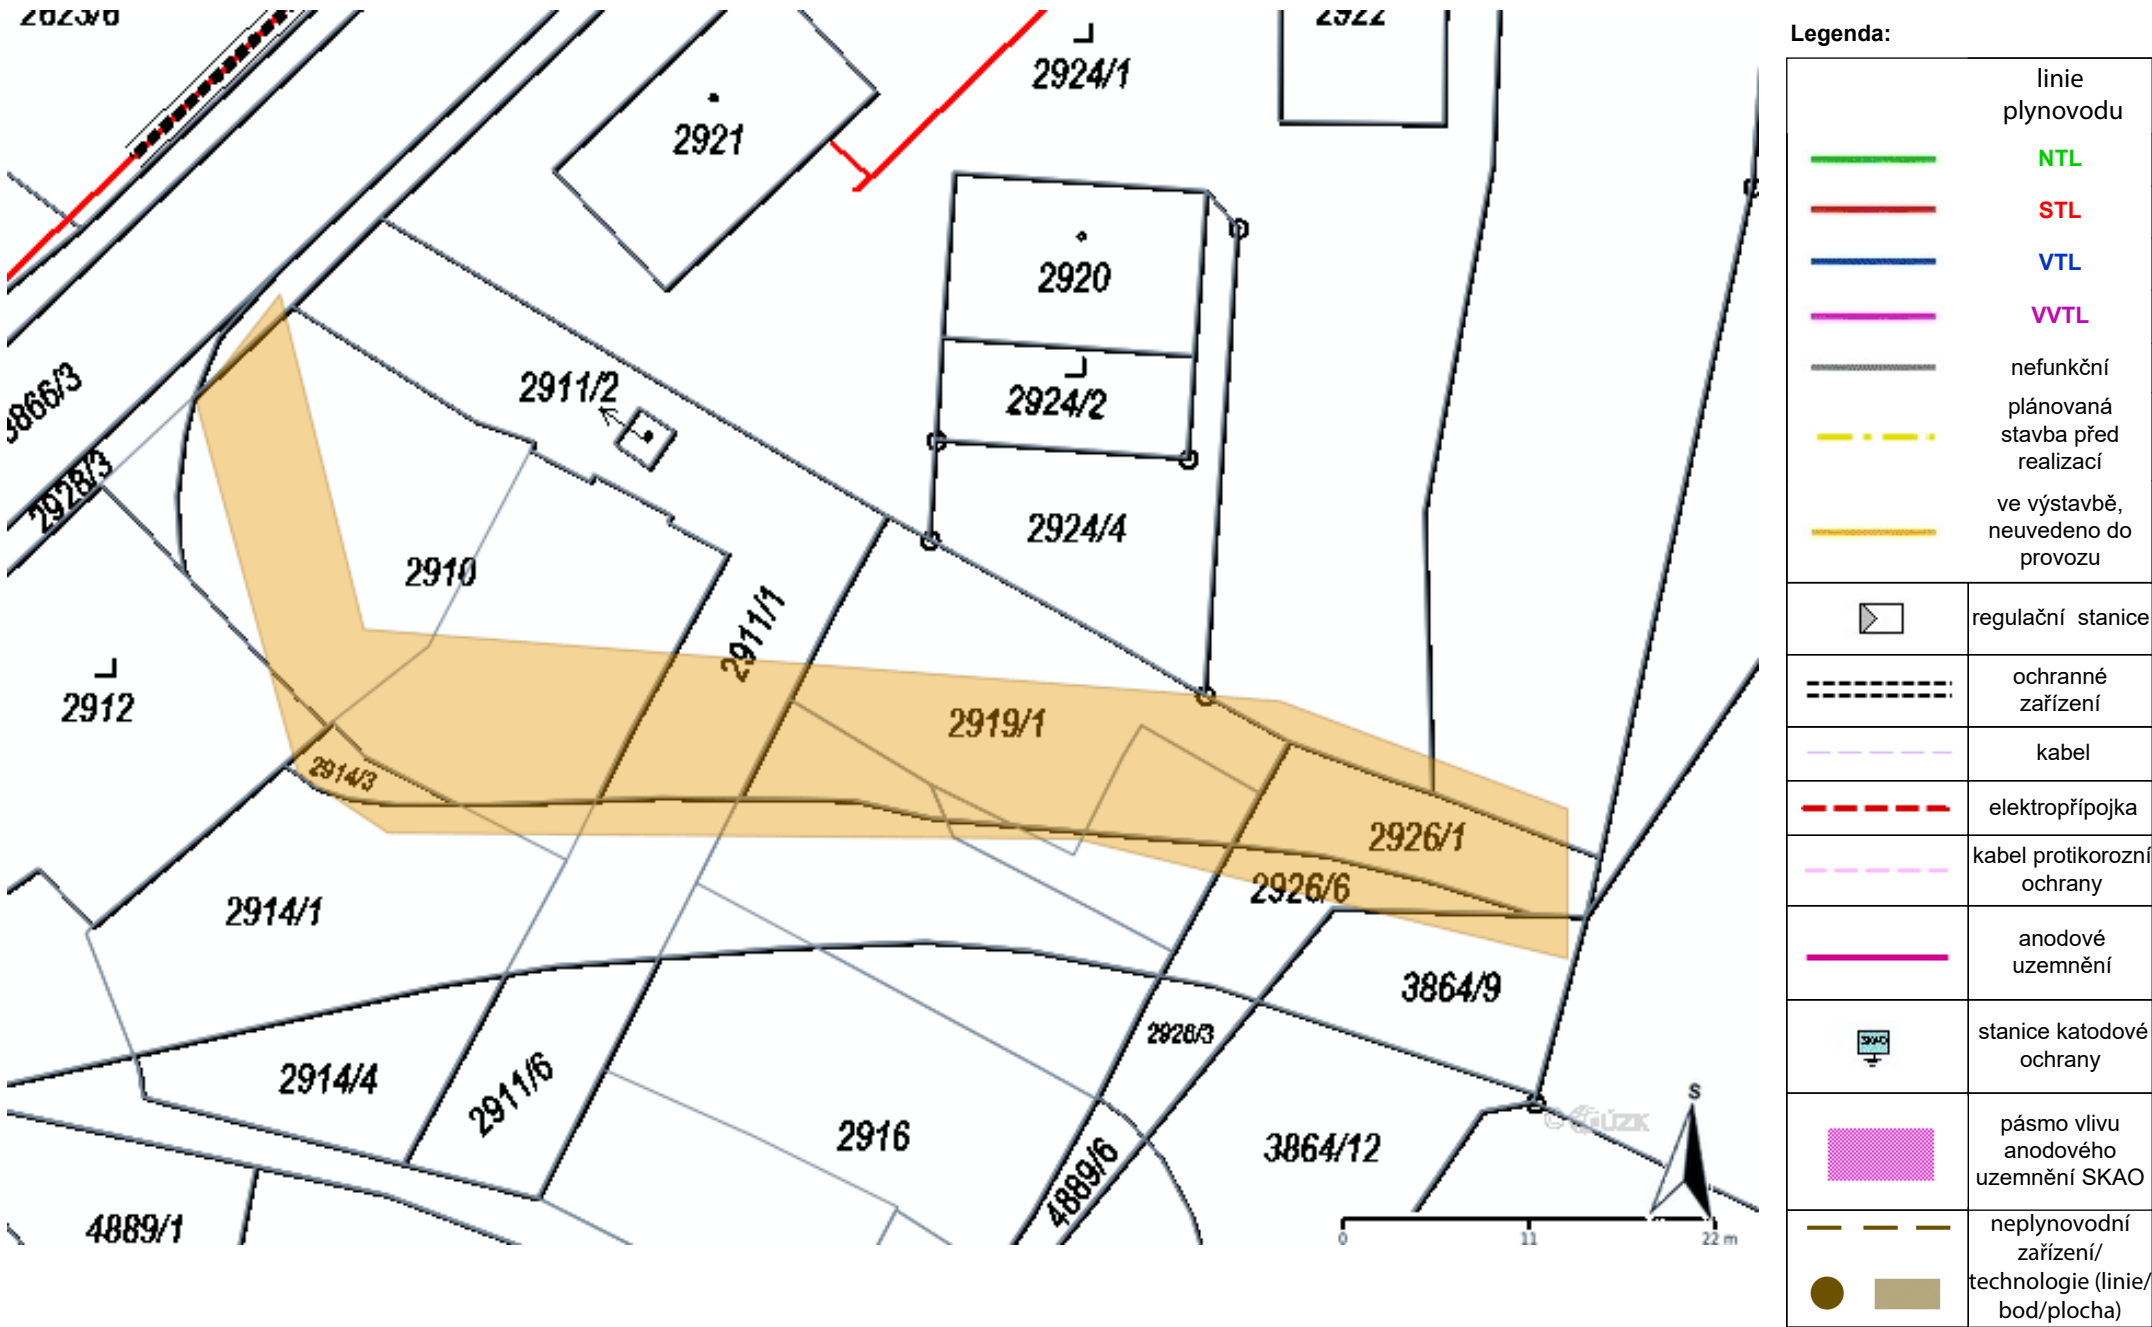 2623/6
2922
2924/1
2921
2920
2911/2
2924/2
3866/3
2928/3
2924/4
2910
2911/1
2912
2919/1
2914/3
2926/1
2926/6
2914/1
3864/9
2926/3
2914/4
2911/6
2916
3864/12
4889/6
4889/1
© ČÚZK
S
0 11 22 m
Legenda:
linie
plynovodu
NTL
STL
VTL
VVTL
nefunkční
plánovaná
stavba před
realizací
ve výstavbě,
neuvedeno do
provozu
regulační stanice
ochranné
zařízení
kabel
elektropřípojka
kabel protikorozní
ochrany
anodové
uzemnění
SKAO
stanice katodové
ochrany
pásmo vlivu
anodového
uzemnění SKAO
neplynovodní
zařízení/
technologie (linie/
bod/plocha)